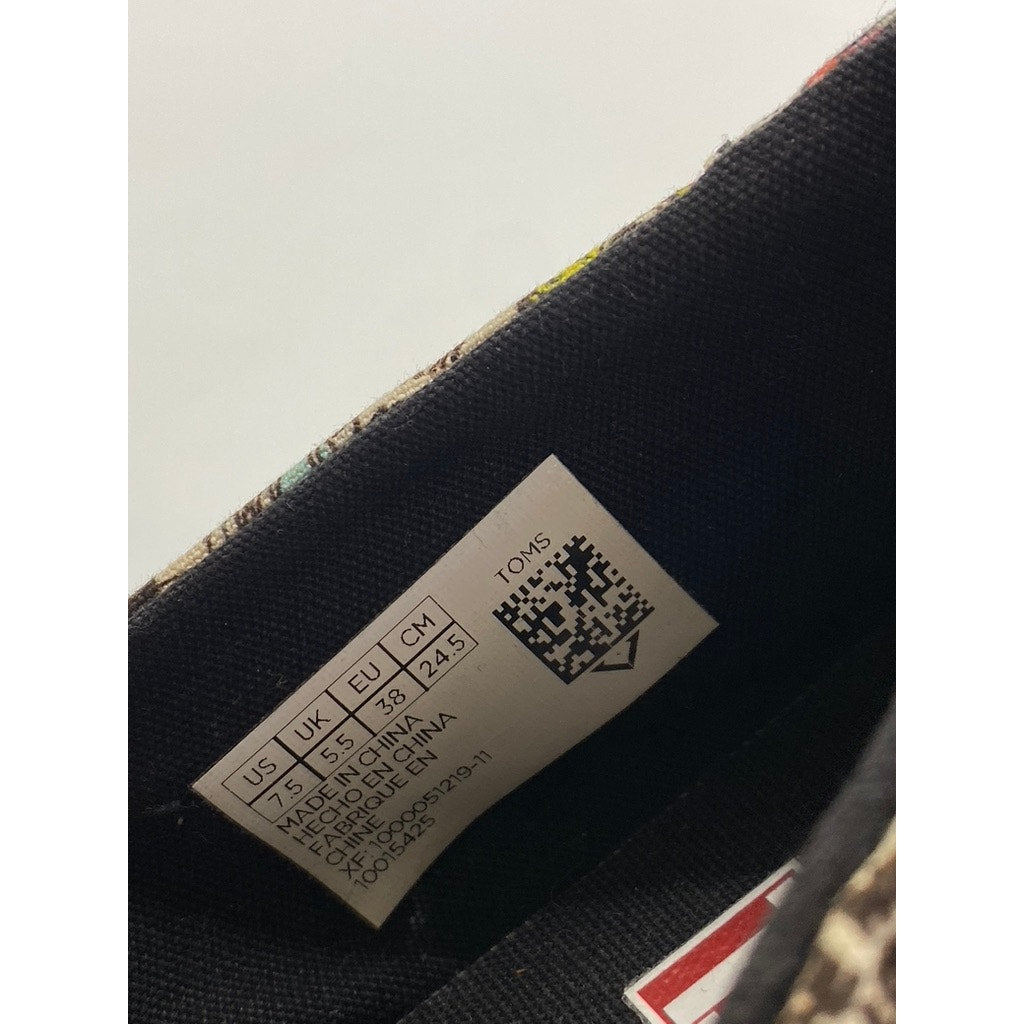 TOMS
US UK EU CM
7.5 5.5 38 24.5
MADE IN CHINA
HECHO EN CHINA
FABRIQUE EN
CHINE
XF: 1000051219-11
10015425